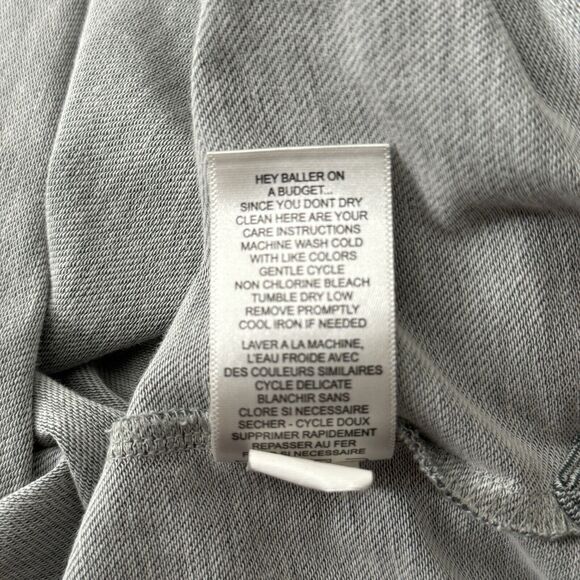 HEY BALLER ON
A BUDGET...
SINCE YOU DONT DRY
CLEAN HERE ARE YOUR
CARE INSTRUCTIONS
MACHINE WASH COLD
WITH LIKE COLORS
GENTLE CYCLE
NON CHLORINE BLEACH
TUMBLE DRY LOW
REMOVE PROMPTLY
COOL IRON IF NEEDED
LAVER A LA MACHINE,
L'EAU FROIDE AVEC
DES COULEURS SIMILAIRES
CYCLE DELICATE
BLANCHIR SANS
CLORE SI NECESSAIRE
SECHER - CYCLE DOUX
SUPPRIMER RAPIDEMENT
REPASSER AU FER
SI NECESSAIRE